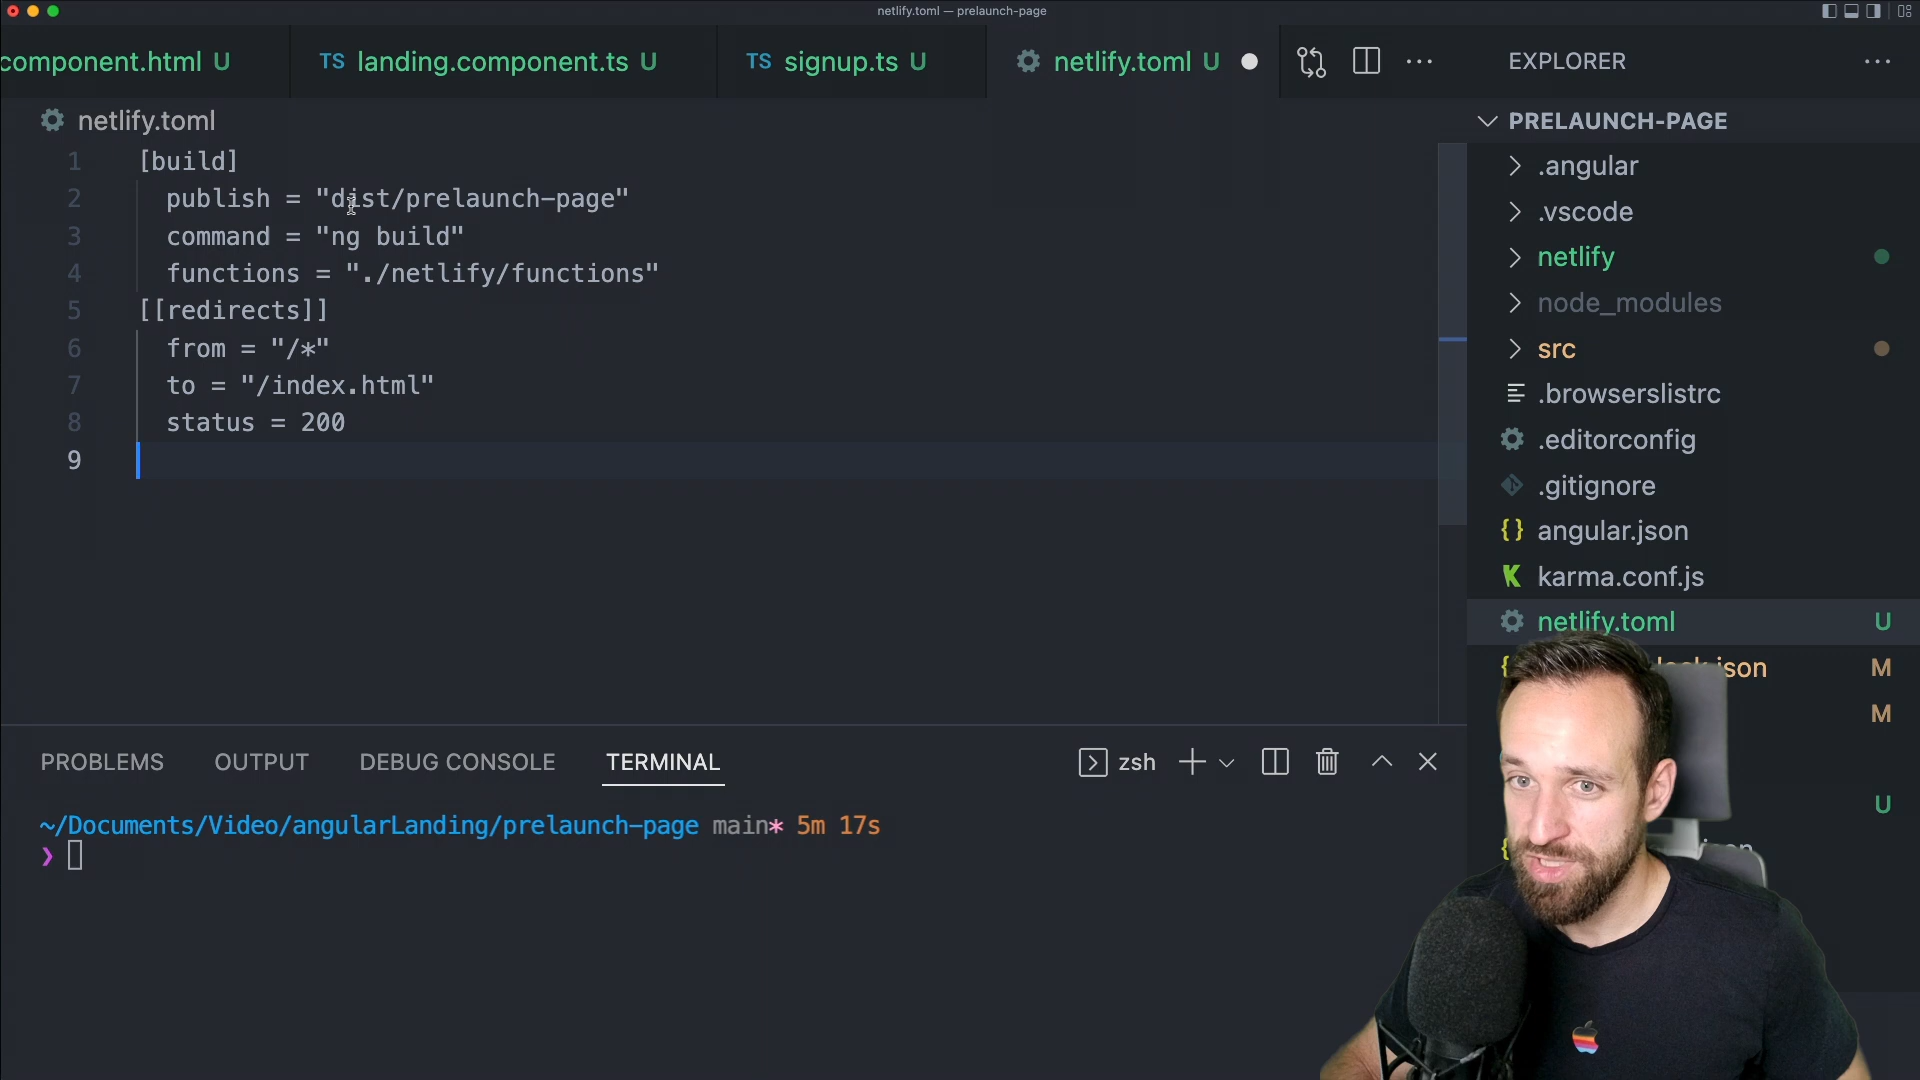 netlify.toml — prelaunch-page
component.html U
TS landing.component.ts U
TS signup.ts U
netlify.toml U
netlify.toml
1 [build]
2 publish = "dist/prelaunch-page"
3 command = "ng build"
4 functions = "./netlify/functions"
5 [[redirects]]
6 from = "/*"
7 to = "/index.html"
8 status = 200
9
EXPLORER
PRELAUNCH-PAGE
.angular
.vscode
netlify
node_modules
src
.browserslistrc
.editorconfig
.gitignore
{} angular.json
K karma.conf.js
netlify.toml U
M
M
U
PROBLEMS OUTPUT DEBUG CONSOLE TERMINAL
zsh
~/Documents/Video/angularLanding/prelaunch-page main* 5m 17s
❯